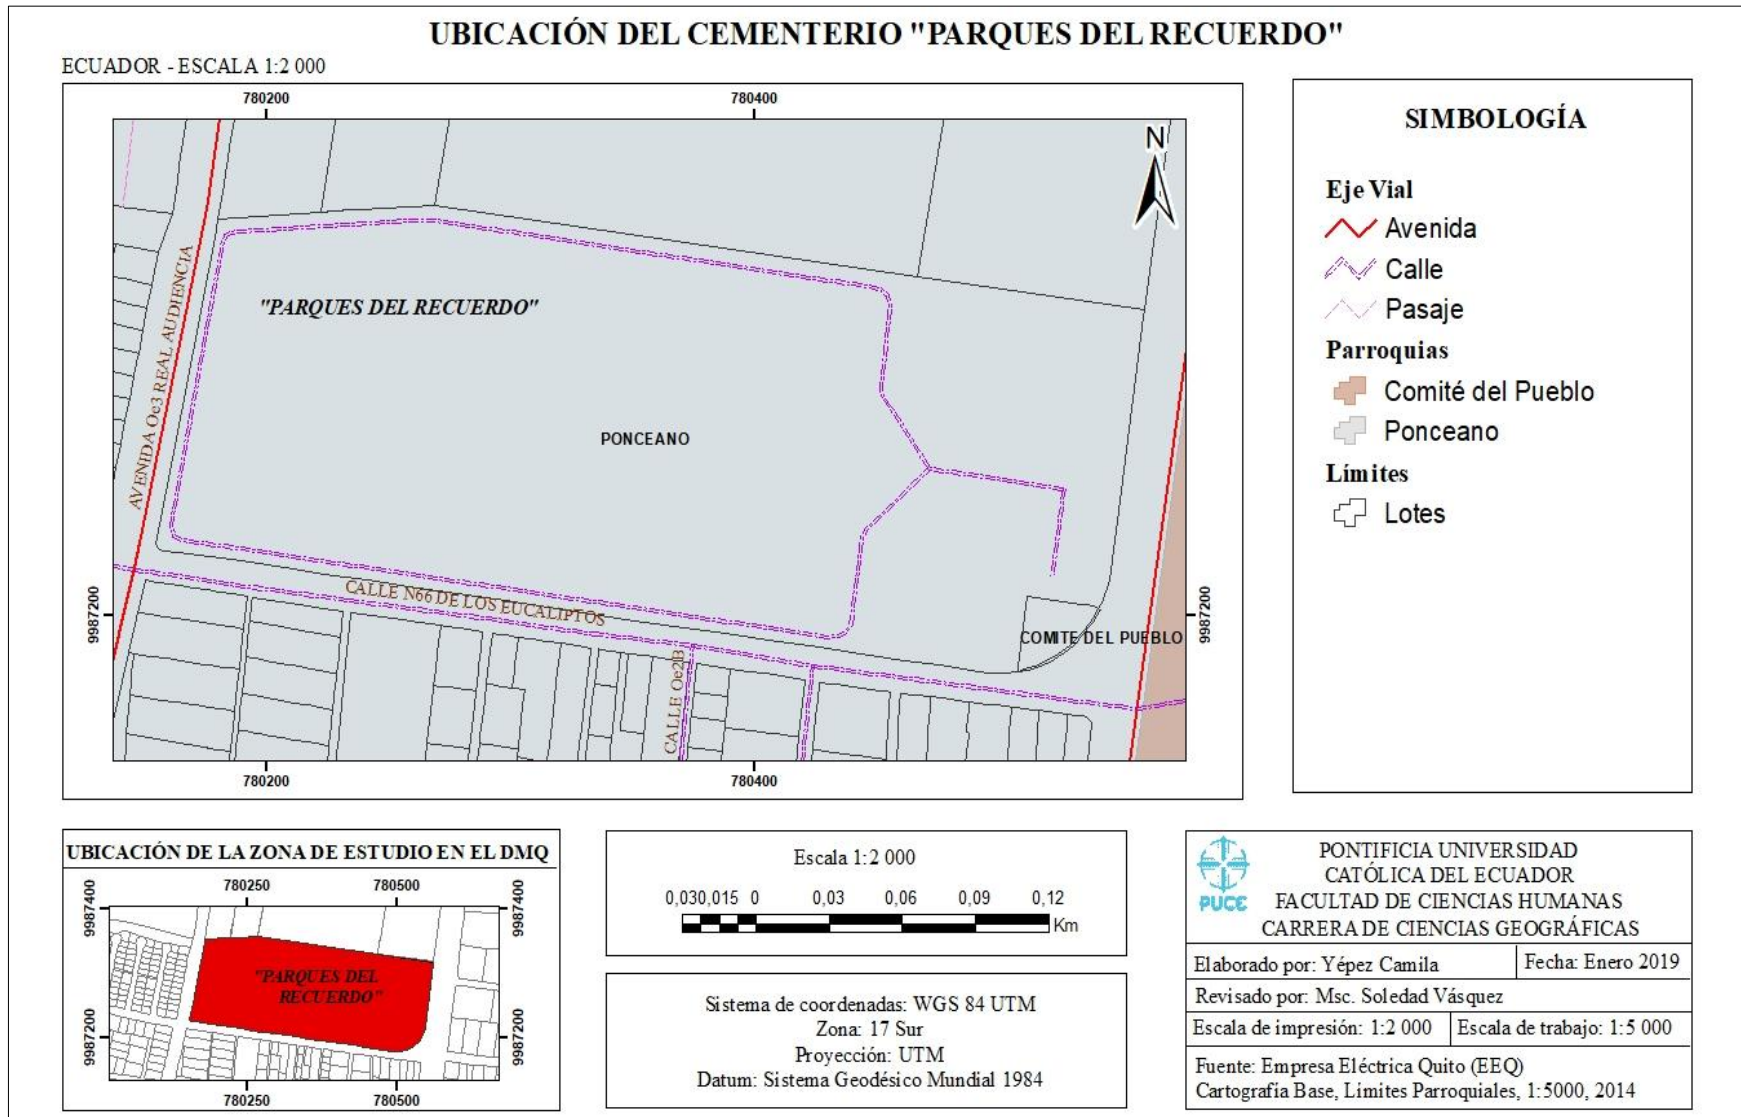 UBICACIÓN DEL CEMENTERIO "PARQUES DEL RECUERDO"
ECUADOR - ESCALA 1:2 000
780200 780400
N
"PARQUES DEL RECUERDO"
AVENIDA Oe3 REAL AUDIENCIA
PONCEANO
CALLE N66 DE LOS EUCALIPTOS
CALLE Oe2B
COMITE DEL PUEBLO
9987200
9987200
780200 780400
SIMBOLOGÍA
Eje Vial
Avenida
Calle
Pasaje
Parroquias
Comité del Pueblo
Ponceano
Límites
Lotes
UBICACIÓN DE LA ZONA DE ESTUDIO EN EL DMQ
780250 780500
9987400
9987400
"PARQUES DEL
RECUERDO"
9987200
9987200
780250 780500
Escala 1:2 000
0,030,015 0 0,03 0,06 0,09 0,12
Km
Sistema de coordenadas: WGS 84 UTM
Zona: 17 Sur
Proyección: UTM
Datum: Sistema Geodésico Mundial 1984
PUCE
PONTIFICIA UNIVERSIDAD
CATÓLICA DEL ECUADOR
FACULTAD DE CIENCIAS HUMANAS
CARRERA DE CIENCIAS GEOGRÁFICAS
Elaborado por: Yépez Camila Fecha: Enero 2019
Revisado por: Msc. Soledad Vásquez
Escala de impresión: 1:2 000 Escala de trabajo: 1:5 000
Fuente: Empresa Eléctrica Quito (EEQ)
Cartografía Base, Límites Parroquiales, 1:5000, 2014